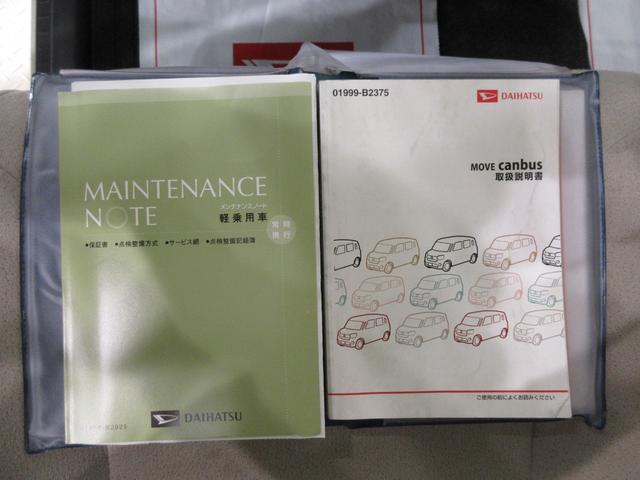 MAINTENANCE
NOTE
メンテナンスノート
軽乗用車
常時
携行
●保証書 ●点検整備方式 ●サービス網 ●点検整備記録簿
DAIHATSU
01999-B2375
DAIHATSU
MOVE canbus
取扱説明書
ご使用の前によくお読みください